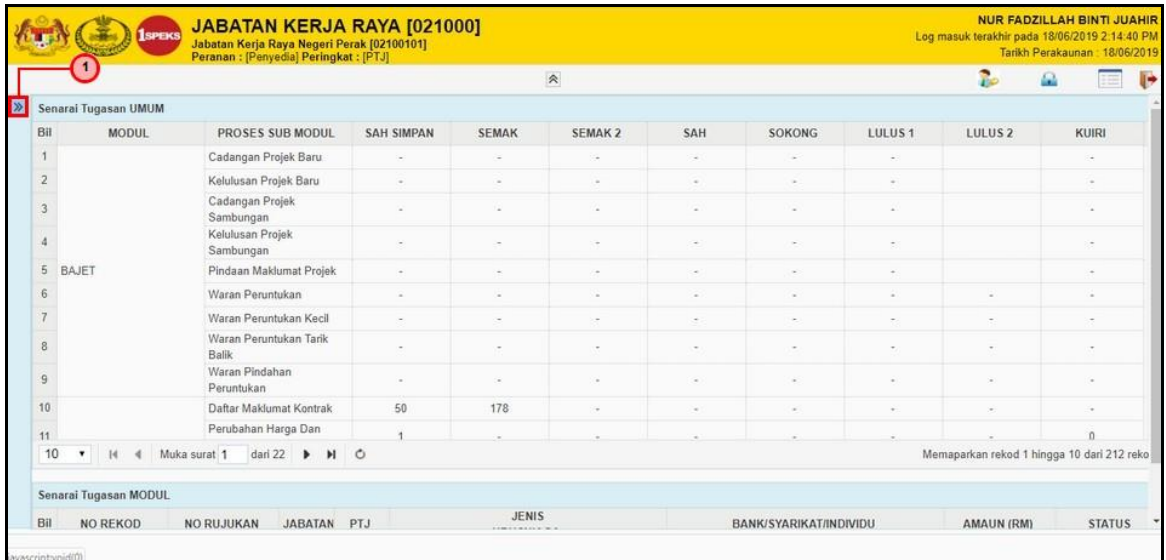 1SPEKS
JABATAN KERJA RAYA [021000]
Jabatan Kerja Raya Negeri Perak [02100101]
Peranan : [Penyedia] Peringkat : [PTJ]
NUR FADZILLAH BINTI JUAHIR
Log masuk terakhir pada 18/06/2019 2:14:40 PM
Tarikh Perakaunan : 18/06/2019
1
Senarai Tugasan UMUM
Bil MODUL PROSES SUB MODUL SAH SIMPAN SEMAK SEMAK 2 SAH SOKONG LULUS 1 LULUS 2 KUIRI
1 Cadangan Projek Baru - - - - - - -
2 Kelulusan Projek Baru - - - - - - -
3 Cadangan Projek
Sambungan - - - - - - -
4 Kelulusan Projek
Sambungan - - - - - - -
5 BAJET Pindaan Maklumat Projek - - - - - - -
6 Waran Peruntukan - - - - - - - -
7 Waran Peruntukan Kecil - - - - - - - -
8 Waran Peruntukan Tarik
Balik - - - - - - - -
9 Waran Pindahan
Peruntukan - - - - - - - -
10 Daftar Maklumat Kontrak 50 178 - - - - - -
11 Perubahan Harga Dan 1 - - - - - - 0
10 Muka surat 1 dari 22 Memaparkan rekod 1 hingga 10 dari 212 reko
Senarai Tugasan MODUL
Bil NO REKOD NO RUJUKAN JABATAN PTJ JENIS BANK/SYARIKAT/INDIVIDU AMAUN (RM) STATUS